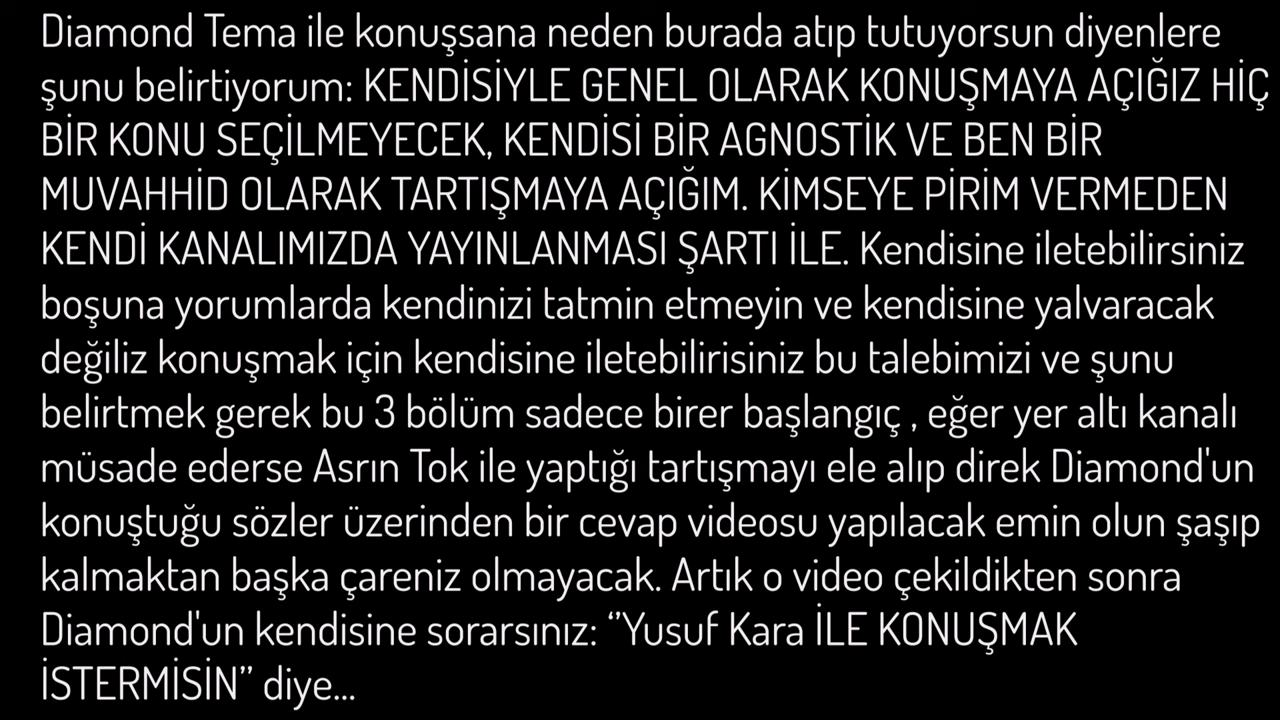 Diamond Tema ile konuşsana neden burada atıp tutuyorsun diyenlere
şunu belirtiyorum: KENDİSİYLE GENEL OLARAK KONUŞMAYA AÇIĞIZ HİÇ
BİR KONU SEÇİLMEYECEK, KENDİSİ BİR AGNOSTİK VE BEN BİR
MUVAHHİD OLARAK TARTIŞMAYA AÇIĞIM. KİMSEYE PİRİM VERMEDEN
KENDİ KANALIMIZDA YAYINLANMASI ŞARTI İLE. Kendisine iletebilirsiniz
boşuna yorumlarda kendinizi tatmin etmeyin ve kendisine yalvaracak
değiliz konuşmak için kendisine iletebilirisiniz bu talebimizi ve şunu
belirtmek gerek bu 3 bölüm sadece birer başlangıç , eğer yer altı kanalı
müsade ederse Asrın Tok ile yaptığı tartışmayı ele alıp direk Diamond'un
konuştuğu sözler üzerinden bir cevap videosu yapılacak emin olun şaşıp
kalmaktan başka çareniz olmayacak. Artık o video çekildikten sonra
Diamond'un kendisine sorarsınız: ‘’Yusuf Kara İLE KONUŞMAK
İSTERMİSİN’’ diye...